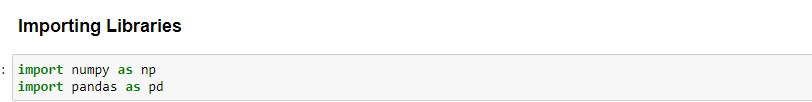 Importing Libraries
: import numpy as np
import pandas as pd